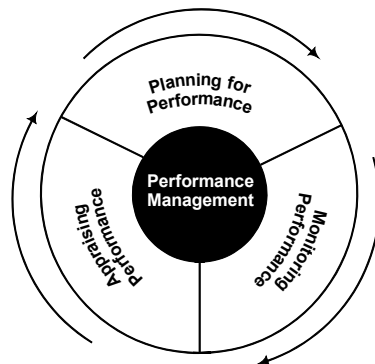 Planning for
Performance
Performance
Management
Monitoring
Performance
Appraising
Performance